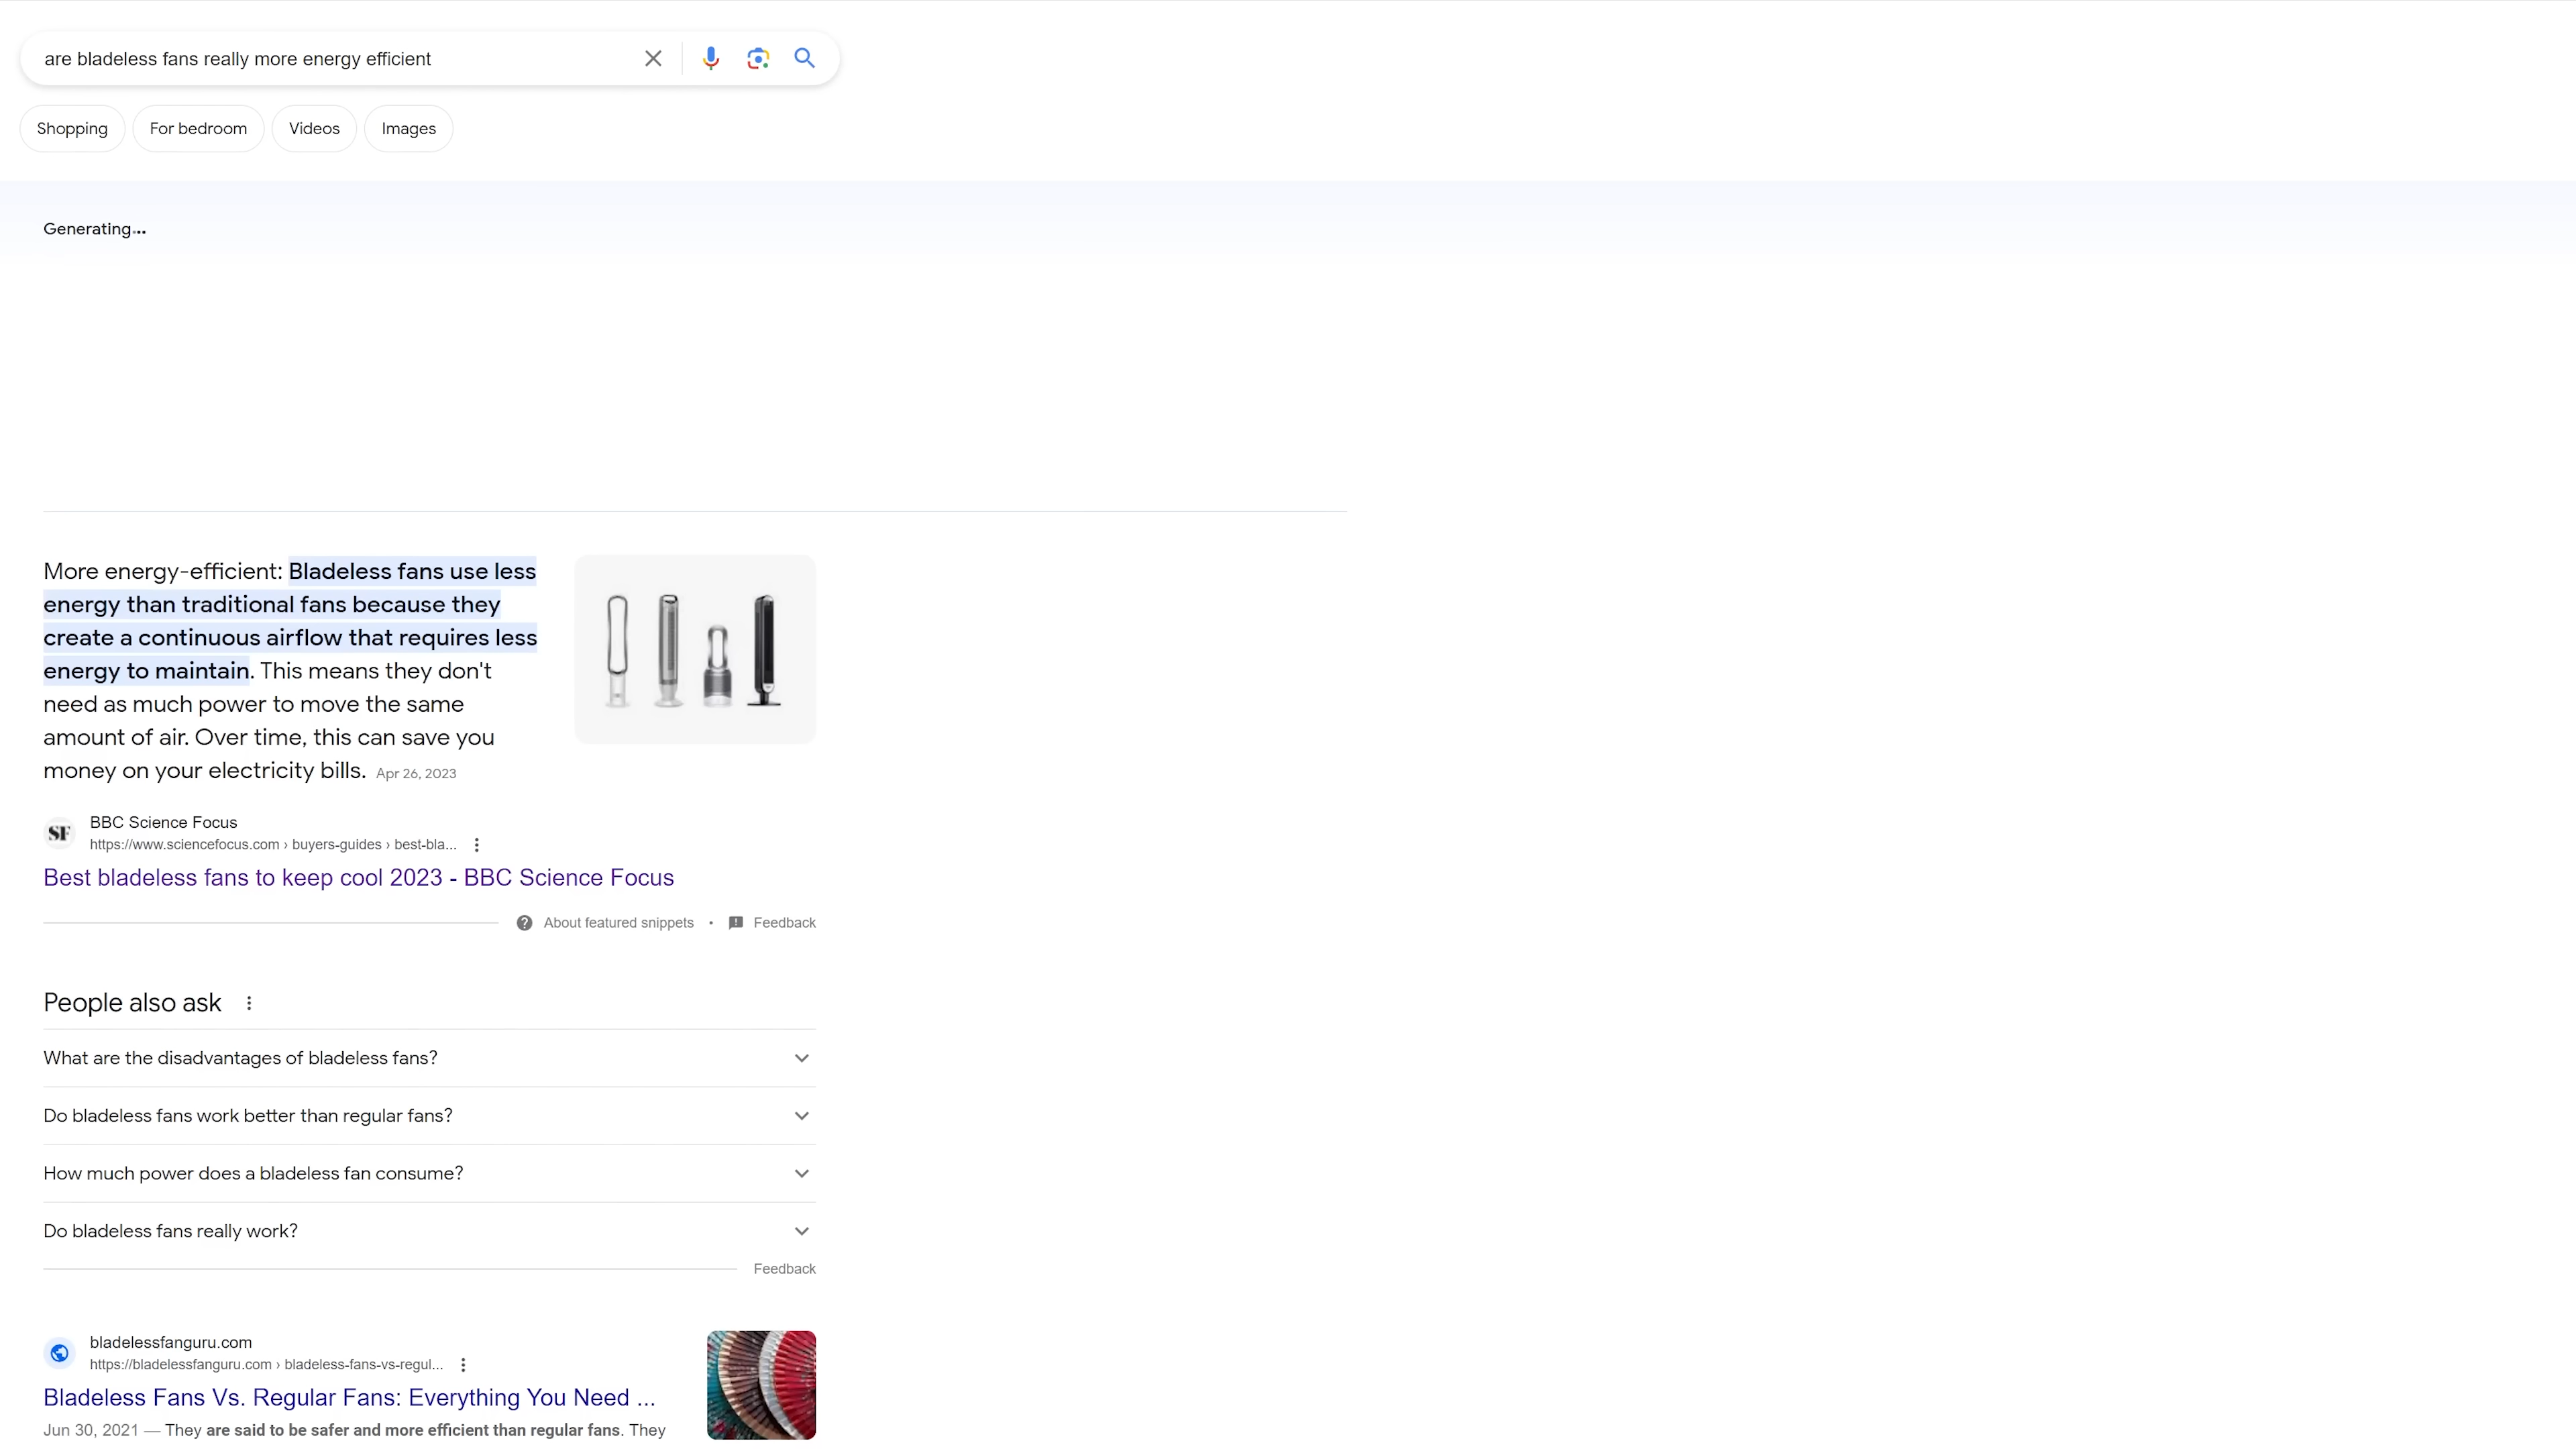 are bladeless fans really more energy efficient
Shopping
For bedroom
Videos
Images
Generating...
More energy-efficient: Bladeless fans use less
energy than traditional fans because they
create a continuous airflow that requires less
energy to maintain. This means they don't
need as much power to move the same
amount of air. Over time, this can save you
money on your electricity bills. Apr 26, 2023
SF
BBC Science Focus
https://www.sciencefocus.com › buyers-guides › best-bla...
Best bladeless fans to keep cool 2023 - BBC Science Focus
About featured snippets • Feedback
People also ask
What are the disadvantages of bladeless fans?
Do bladeless fans work better than regular fans?
How much power does a bladeless fan consume?
Do bladeless fans really work?
Feedback
bladelessfanguru.com
https://bladelessfanguru.com › bladeless-fans-vs-regul...
Bladeless Fans Vs. Regular Fans: Everything You Need ...
Jun 30, 2021 — They are said to be safer and more efficient than regular fans. They